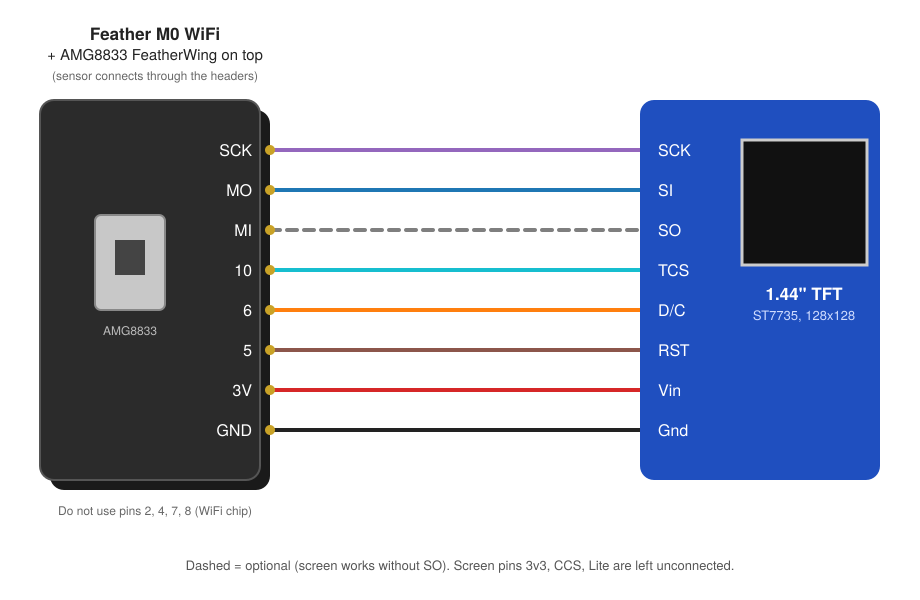 Feather M0 WiFi
+ AMG8833 FeatherWing on top
(sensor connects through the headers)
SCK
MO
MI
10
6
5
3V
GND
AMG8833
SCK
SI
SO
TCS
D/C
RST
Vin
Gnd
1.44" TFT
ST7735, 128x128
Do not use pins 2, 4, 7, 8 (WiFi chip)
Dashed = optional (screen works without SO). Screen pins 3v3, CCS, Lite are left unconnected.